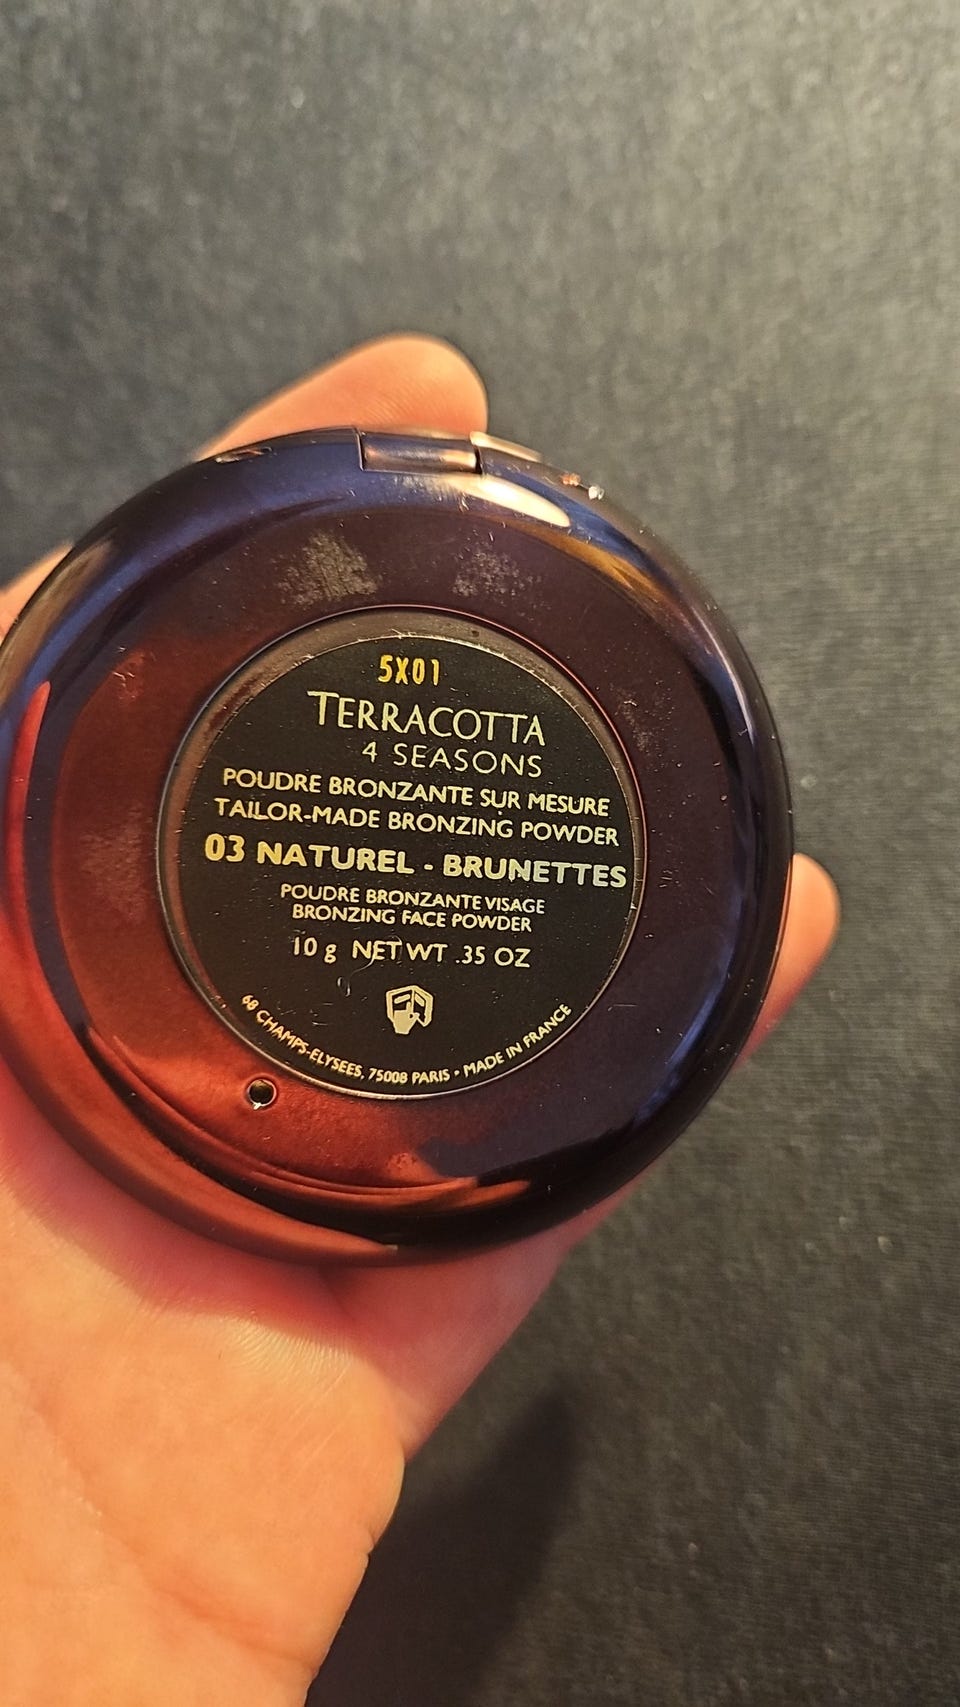 5X01
TERRACOTTA
4 SEASONS
POUDRE BRONZANTE SUR MESURE
TAILOR-MADE BRONZING POWDER
03 NATUREL - BRUNETTES
POUDRE BRONZANTE VISAGE
BRONZING FACE POWDER
10 g NET WT .35 OZ
68 CHAMPS-ELYSEES, 75008 PARIS • MADE IN FRANCE